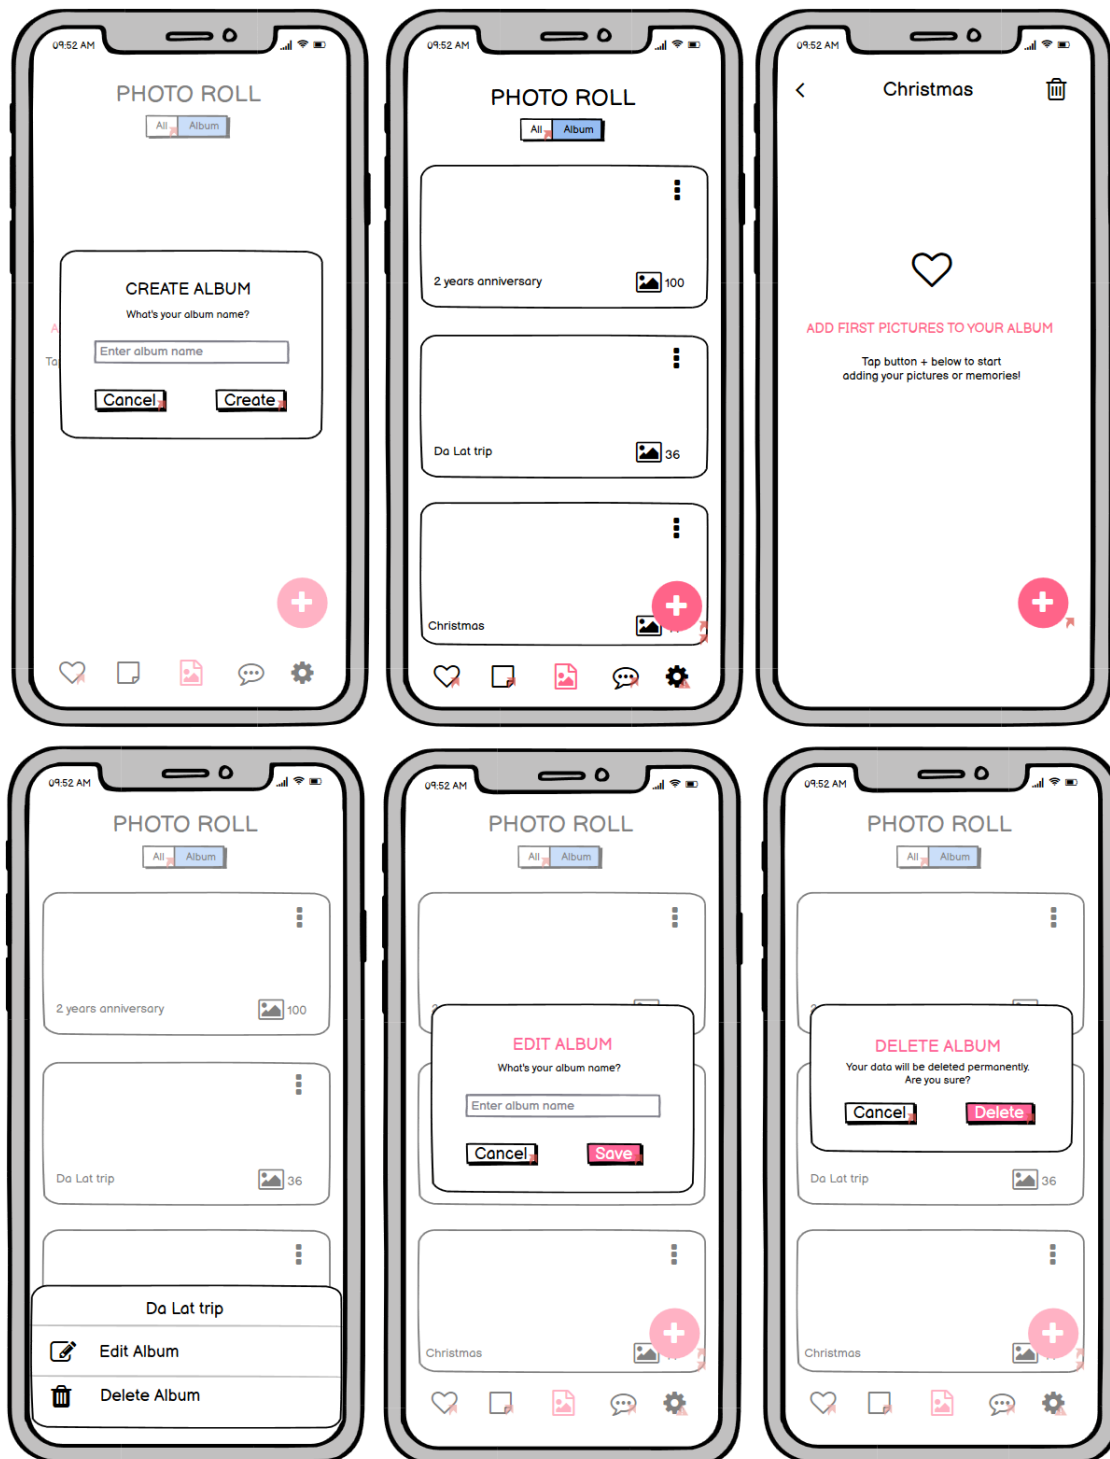 09:52 AM
PHOTO ROLL
All Album
CREATE ALBUM
What's your album name?
Enter album name
Cancel Create
09:52 AM
PHOTO ROLL
All Album
2 years anniversary 100
Da Lat trip 36
Christmas
09:52 AM
Christmas
ADD FIRST PICTURES TO YOUR ALBUM
Tap button + below to start
adding your pictures or memories!
09:52 AM
PHOTO ROLL
All Album
2 years anniversary 100
Da Lat trip 36
Da Lat trip
Edit Album
Delete Album
09:52 AM
PHOTO ROLL
All Album
EDIT ALBUM
What's your album name?
Enter album name
Cancel Save
Christmas
09:52 AM
PHOTO ROLL
All Album
DELETE ALBUM
Your data will be deleted permanently.
Are you sure?
Cancel Delete
Da Lat trip 36
Christmas